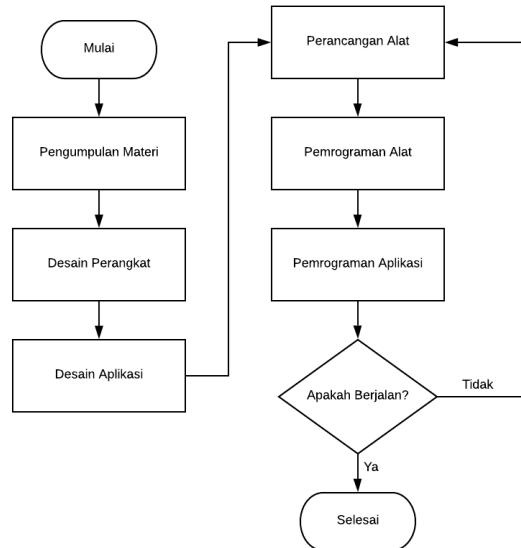 Mulai
Pengumpulan Materi
Desain Perangkat
Desain Aplikasi
Perancangan Alat
Pemrograman Alat
Pemrograman Aplikasi
Apakah Berjalan?
Tidak
Ya
Selesai